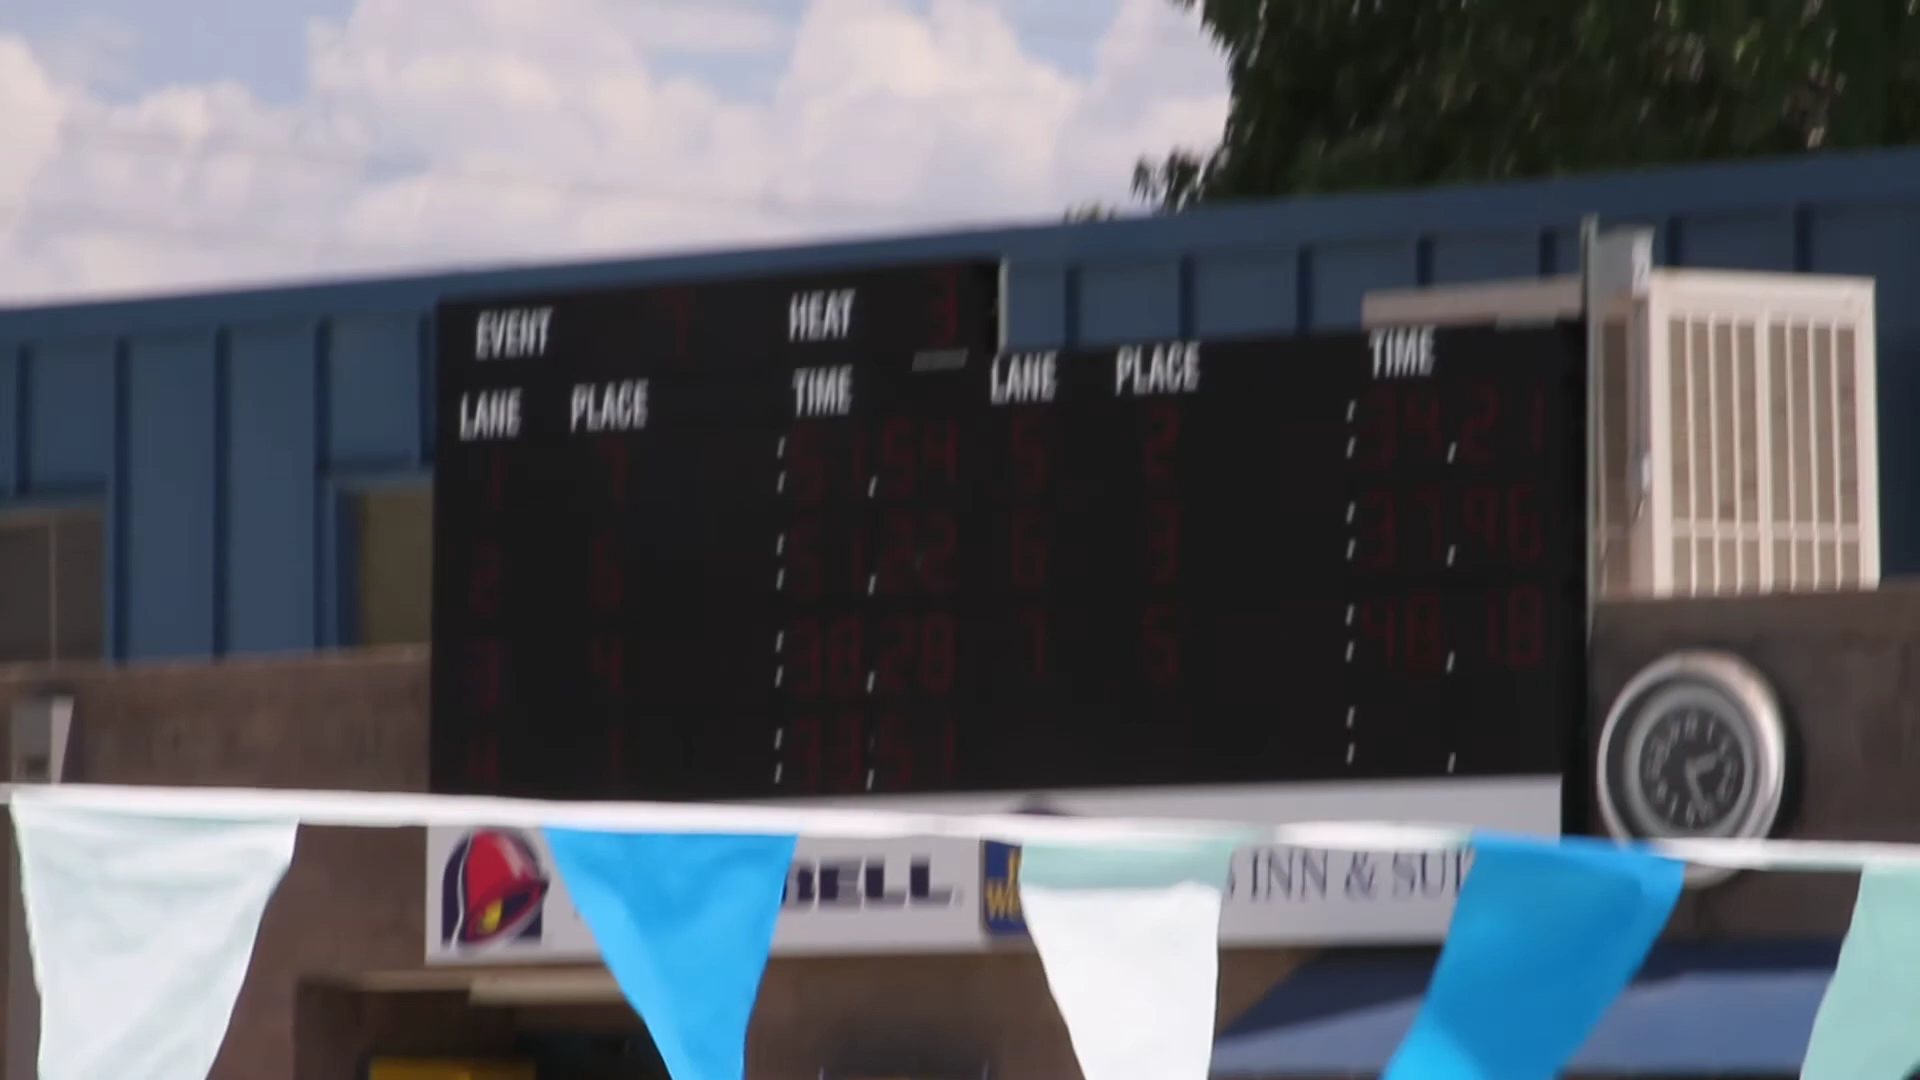 EVENT 7 HEAT 3
LANE PLACE TIME LANE PLACE TIME
1 7 :51.54 5 2 :34.21
2 6 :51.22 6 3 :37.96
3 4 :38.28 7 5 :48.18
4 1 :33.51
BELL
INN & SUI